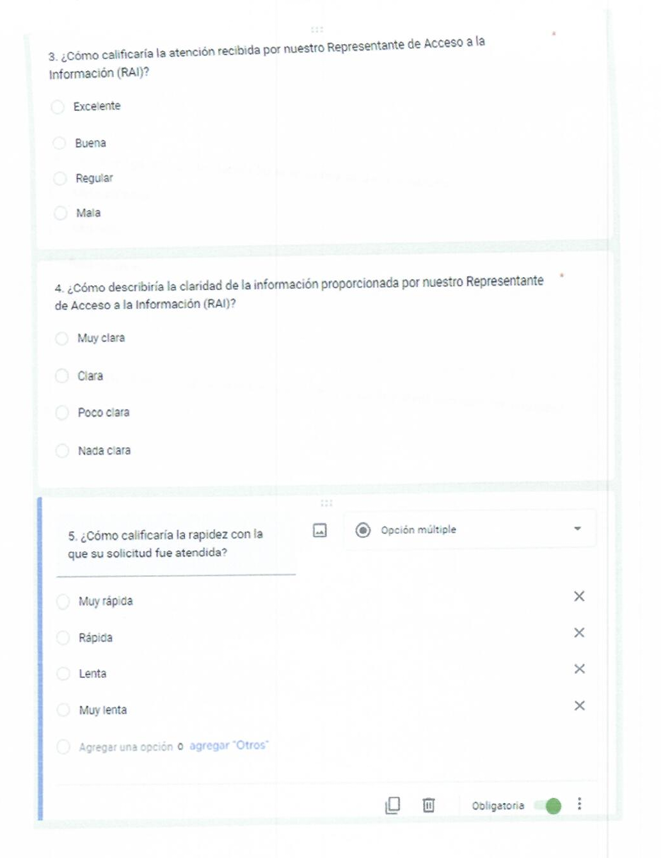 3. ¿Cómo calificaría la atención recibida por nuestro Representante de Acceso a la
Información (RAI)?
*
Excelente
Buena
Regular
Mala
4. ¿Cómo describiría la claridad de la información proporcionada por nuestro Representante
de Acceso a la Información (RAI)?
*
Muy clara
Clara
Poco clara
Nada clara
5. ¿Cómo calificaría la rapidez con la
que su solicitud fue atendida?
Opción múltiple
Muy rápida
Rápida
Lenta
Muy lenta
Agregar una opción o agregar "Otros"
Obligatoria